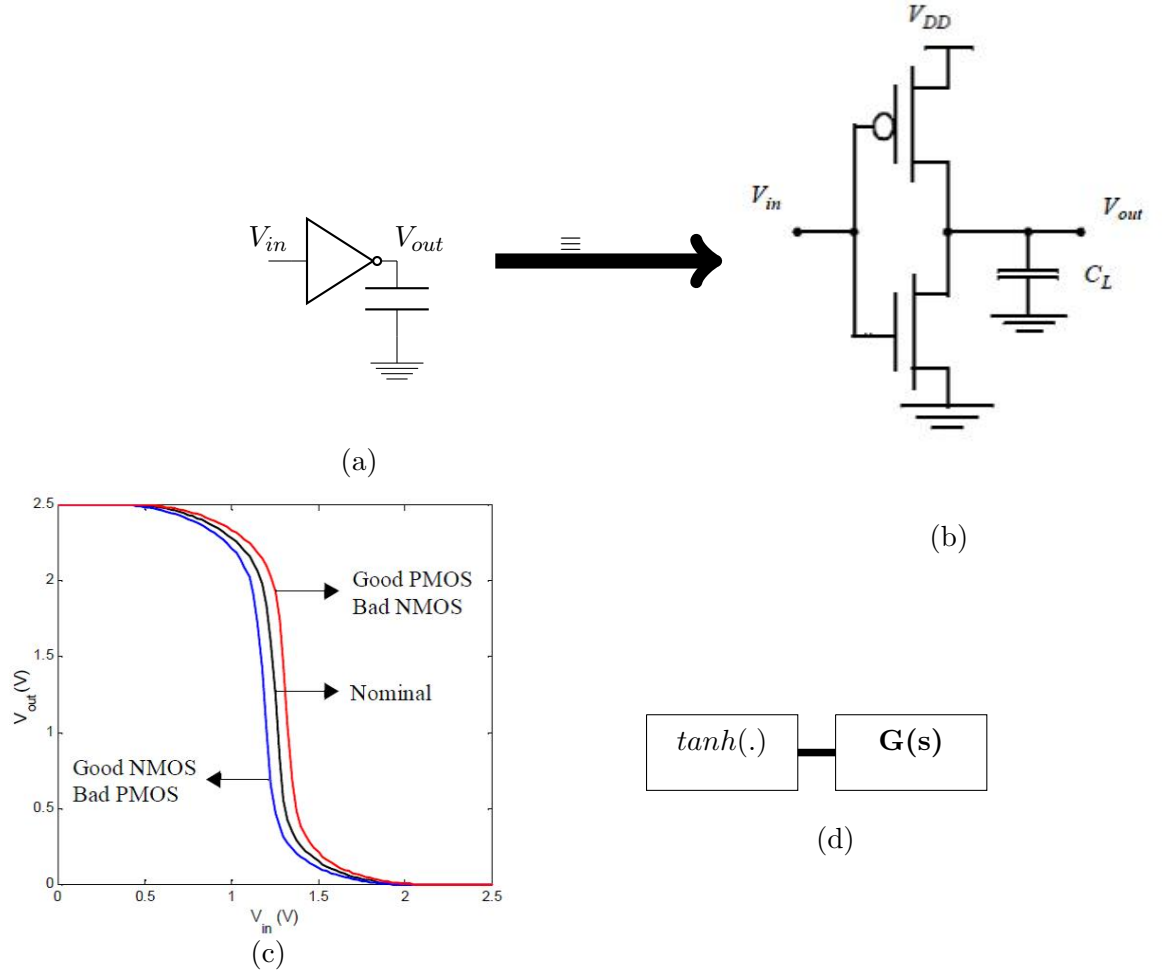 V_DD
V_in
V_out
≡
V_in
V_out
C_L
(a)
(b)
2.5
2
1.5
1
0.5
0
V_out (V)
Good PMOS
Bad NMOS
Nominal
Good NMOS
Bad PMOS
0
0.5
1
1.5
2
2.5
V_in (V)
(c)
tanh(.)
G(s)
(d)